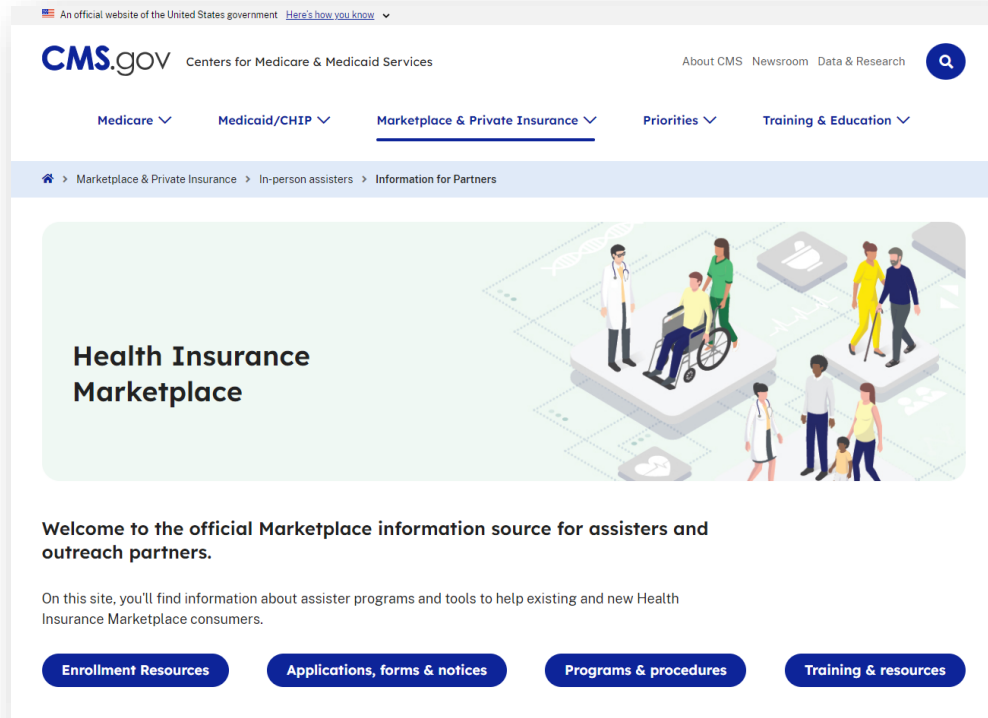 An official website of the United States government Here's how you know
CMS.gov Centers for Medicare & Medicaid Services
About CMS Newsroom Data & Research
Medicare Medicaid/CHIP Marketplace & Private Insurance Priorities Training & Education
Marketplace & Private Insurance > In-person assisters > Information for Partners
Health Insurance
Marketplace
Welcome to the official Marketplace information source for assisters and
outreach partners.
On this site, you'll find information about assister programs and tools to help existing and new Health
Insurance Marketplace consumers.
Enrollment Resources Applications, forms & notices Programs & procedures Training & resources